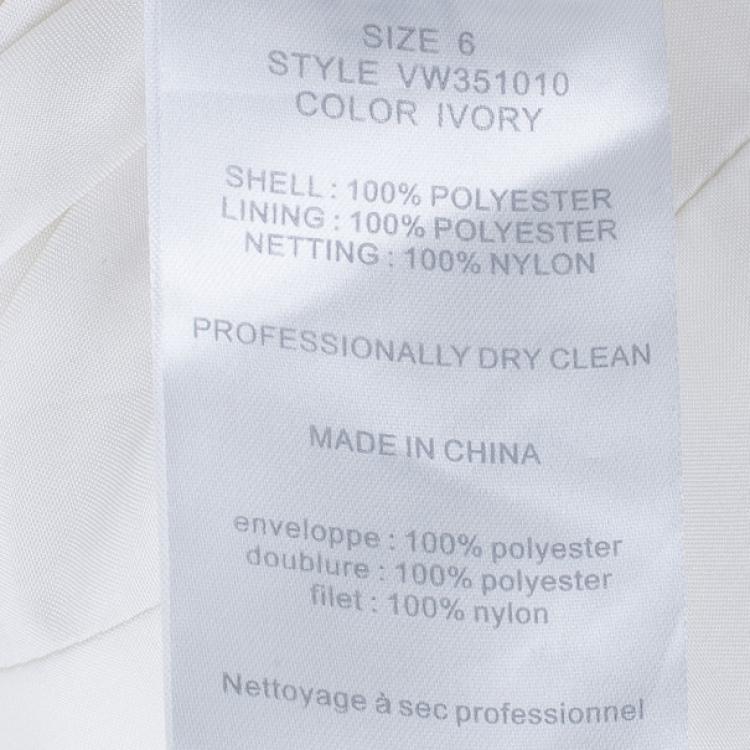 SIZE 6
STYLE VW351010
COLOR IVORY
SHELL : 100% POLYESTER
LINING : 100% POLYESTER
NETTING : 100% NYLON
PROFESSIONALLY DRY CLEAN
MADE IN CHINA
enveloppe : 100% polyester
doublure : 100% polyester
filet : 100% nylon
Nettoyage à sec professionnel